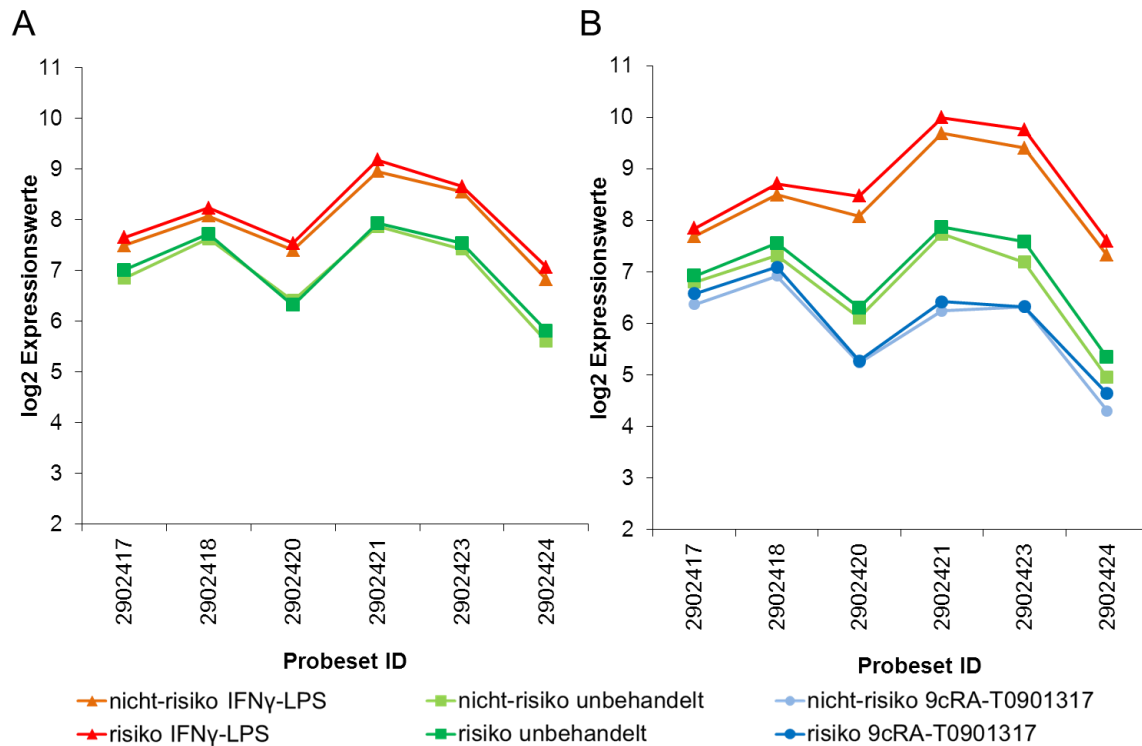 A
B
log2 Expressionswerte
11
10
9
8
7
6
5
4
3
2
2902417
2902418
2902420
2902421
2902423
2902424
Probeset ID
log2 Expressionswerte
11
10
9
8
7
6
5
4
3
2
2902417
2902418
2902420
2902421
2902423
2902424
Probeset ID
nicht-risiko IFNγ-LPS
nicht-risiko unbehandelt
nicht-risiko 9cRA-T0901317
risiko IFNγ-LPS
risiko unbehandelt
risiko 9cRA-T0901317